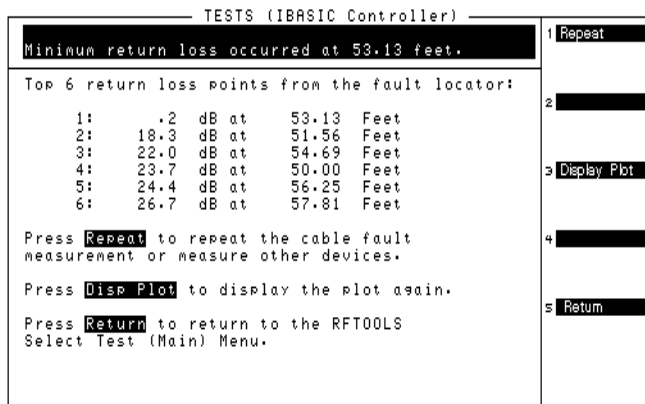 TESTS (IBASIC Controller)
Minimum return loss occurred at 53.13 feet.
Top 6 return loss points from the fault locator:
1: .2 dB at 53.13 Feet
2: 18.3 dB at 51.56 Feet
3: 22.0 dB at 54.69 Feet
4: 23.7 dB at 50.00 Feet
5: 24.4 dB at 56.25 Feet
6: 26.7 dB at 57.81 Feet
Press Repeat to repeat the cable fault
measurement or measure other devices.
Press Disp Plot to display the plot again.
Press Return to return to the RFTOOLS
Select Test (Main) Menu.
1 Repeat
2
3 Display Plot
4
5 Return